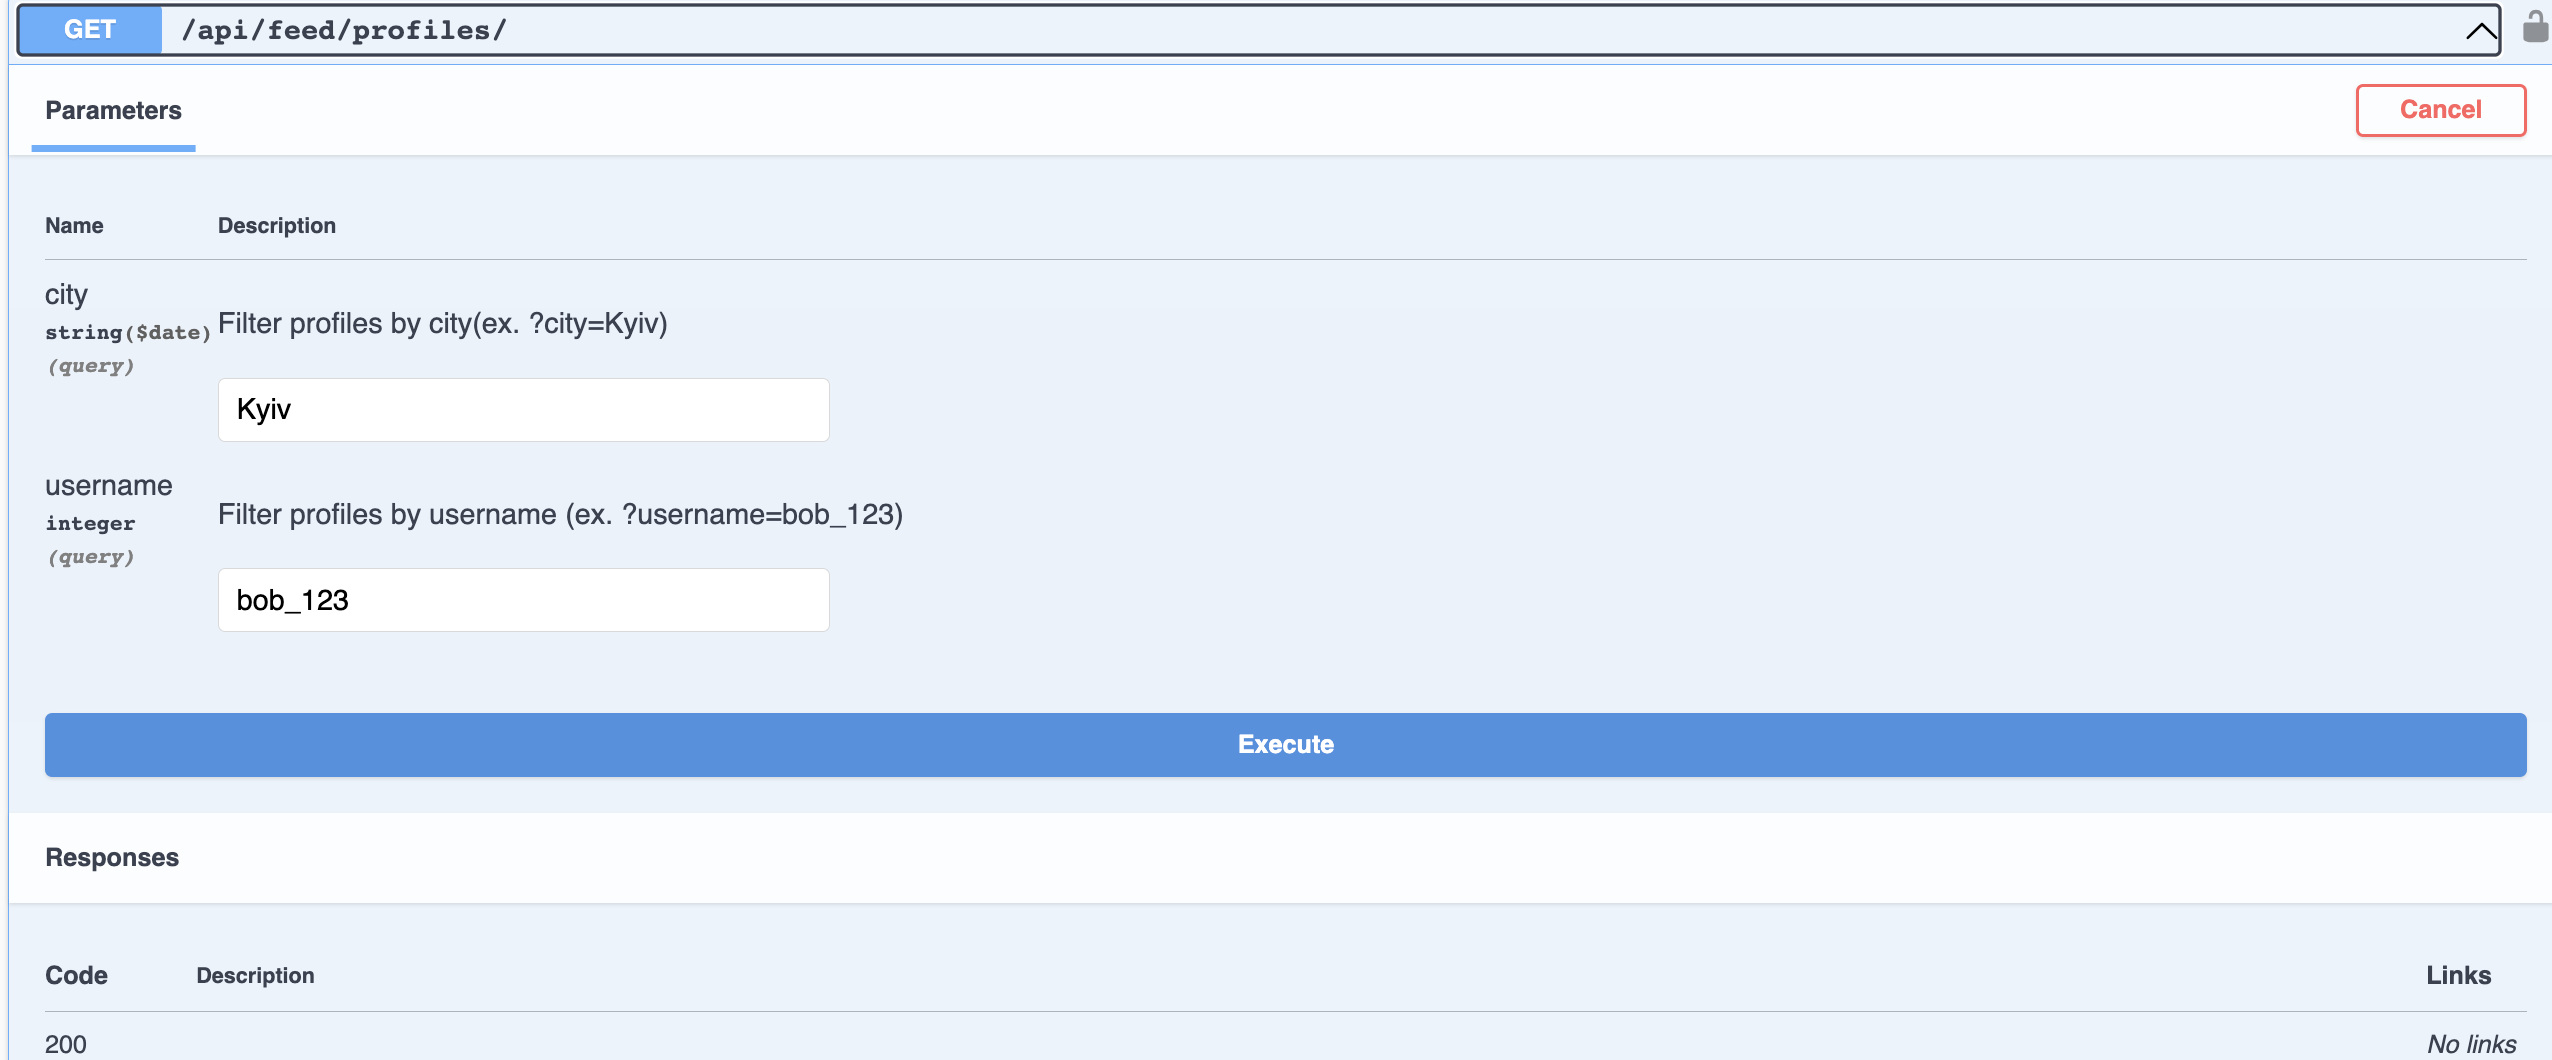 GET /api/feed/profiles/
Parameters
Cancel
Name Description
city
string($date)
(query)
Filter profiles by city(ex. ?city=Kyiv)
Kyiv
username
integer
(query)
Filter profiles by username (ex. ?username=bob_123)
bob_123
Execute
Responses
Code Description Links
200 No links